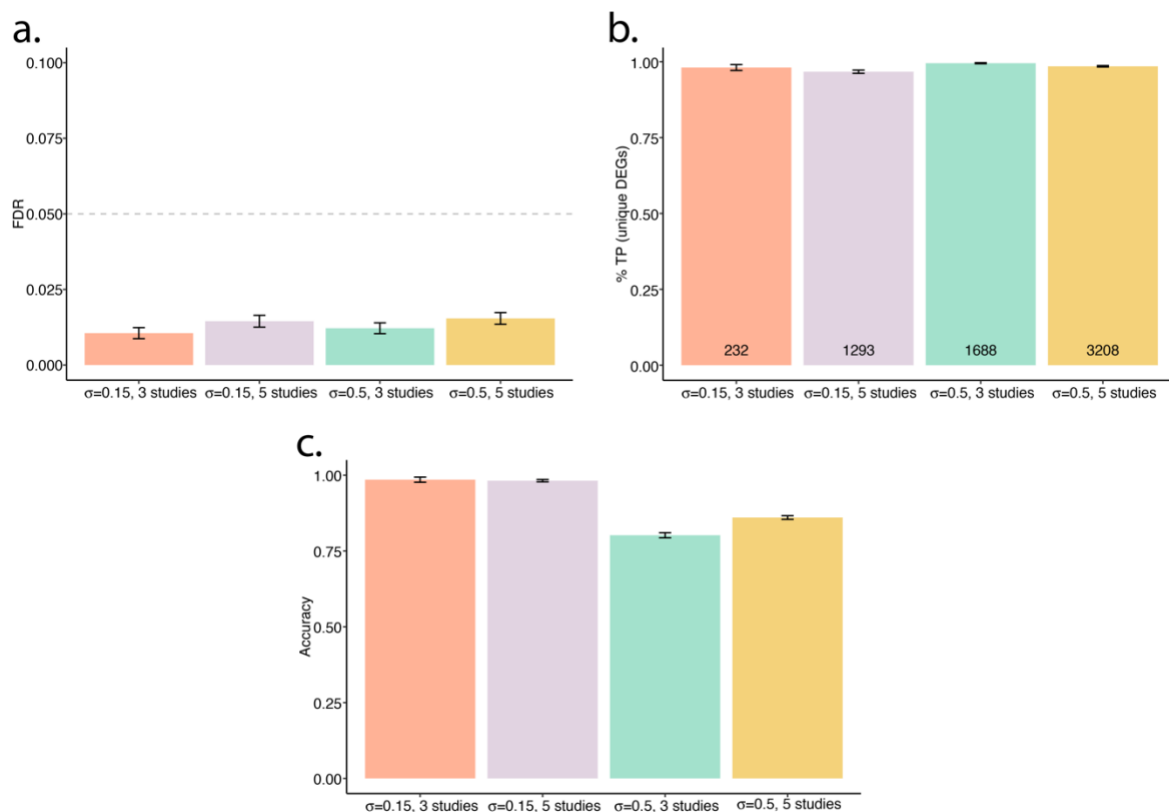 a.
FDR
0.100
0.075
0.050
0.025
0.000
σ=0.15, 3 studies
σ=0.15, 5 studies
σ=0.5, 3 studies
σ=0.5, 5 studies
b.
% TP (unique DEGs)
1.00
0.75
0.50
0.25
0.00
232
1293
1688
3208
σ=0.15, 3 studies
σ=0.15, 5 studies
σ=0.5, 3 studies
σ=0.5, 5 studies
c.
Accuracy
1.00
0.75
0.50
0.25
0.00
σ=0.15, 3 studies
σ=0.15, 5 studies
σ=0.5, 3 studies
σ=0.5, 5 studies